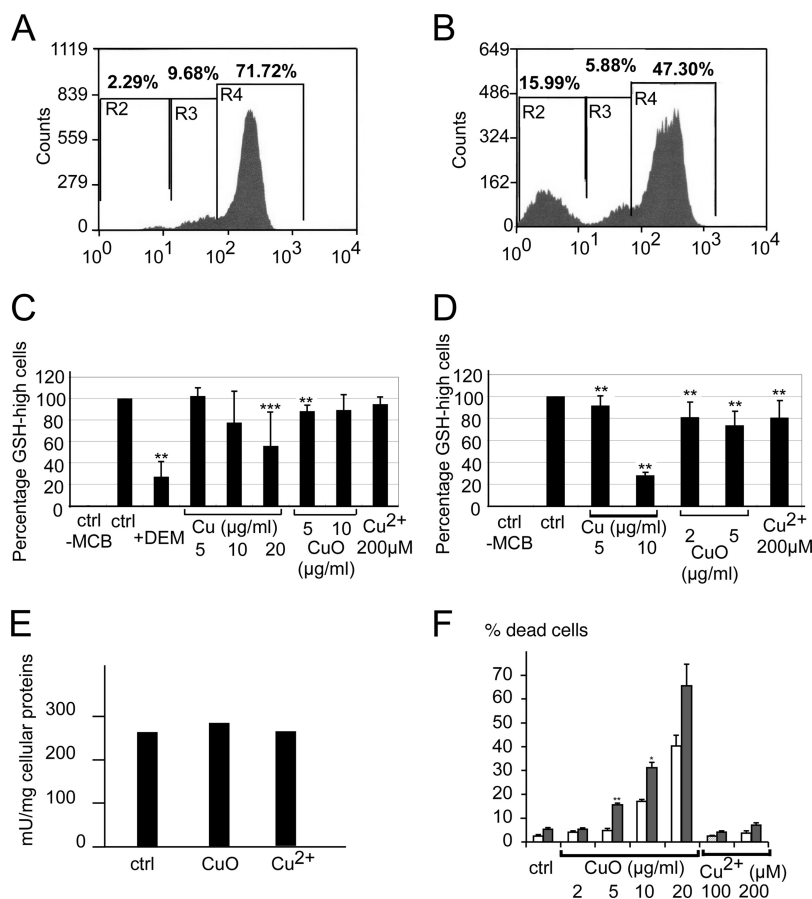 A
1119
839
559
279
0
Counts
2.29%
9.68%
71.72%
R2
R3
R4
10^0 10^1 10^2 10^3 10^4
B
649
486
324
162
0
Counts
15.99%
5.88%
47.30%
R2
R3
R4
10^0 10^1 10^2 10^3 10^4
C
Percentage GSH-high cells
120
100
80
60
40
20
0
**
***
**
ctrl -MCB
ctrl
+DEM
Cu (µg/ml)
5 10 20
5 10
CuO
(µg/ml)
Cu2+
200µM
D
Percentage GSH-high cells
120
100
80
60
40
20
0
**
**
**
**
**
ctrl
-MCB
ctrl
Cu (µg/ml)
5 10
2 5
CuO
(µg/ml)
Cu2+
200µM
E
mU/mg cellular proteins
300
200
100
0
ctrl CuO Cu2+
F
% dead cells
70
60
50
40
30
20
10
0
**
*
ctrl
CuO (µg/ml)
2 5 10 20
Cu2+ (µM)
100 200